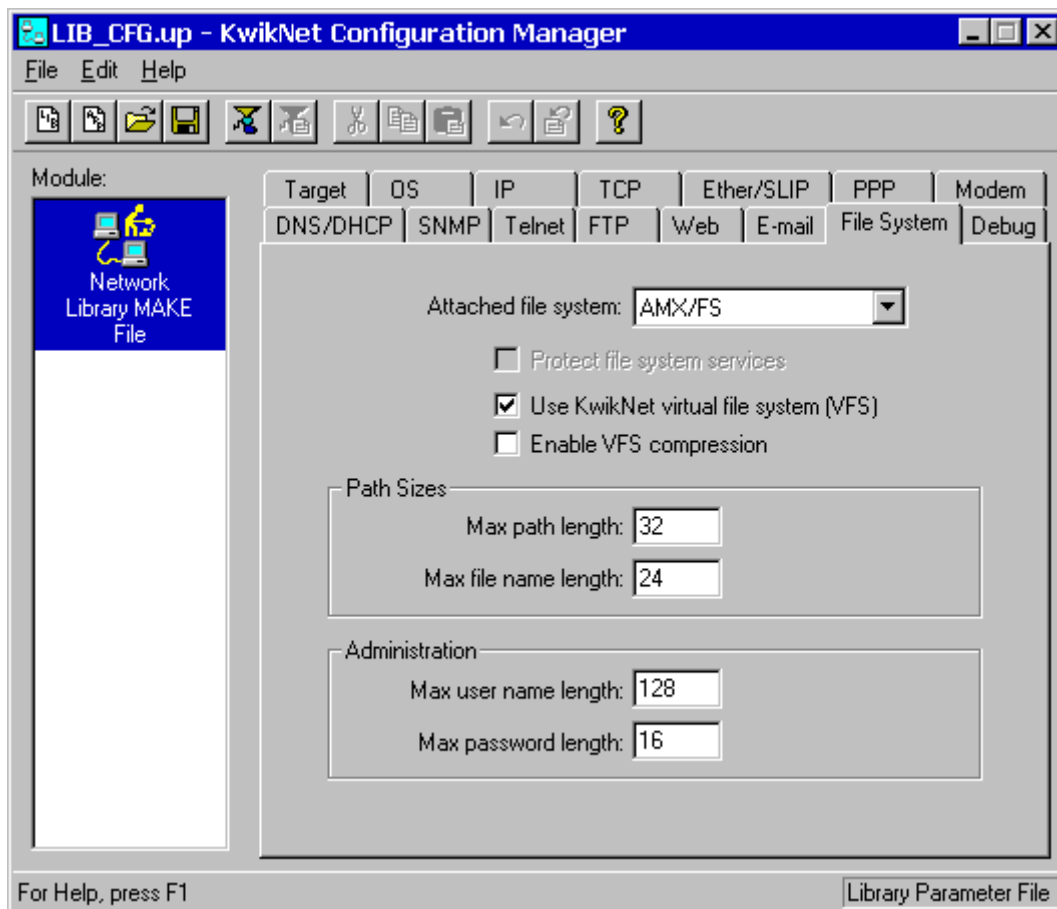 LIB_CFG.up - KwikNet Configuration Manager
File Edit Help
Module:
Network
Library MAKE
File
Target OS IP TCP Ether/SLIP PPP Modem
DNS/DHCP SNMP Telnet FTP Web E-mail File System Debug
Attached file system: AMX/FS
Protect file system services
Use KwikNet virtual file system (VFS)
Enable VFS compression
Path Sizes
Max path length: 32
Max file name length: 24
Administration
Max user name length: 128
Max password length: 16
For Help, press F1 Library Parameter File